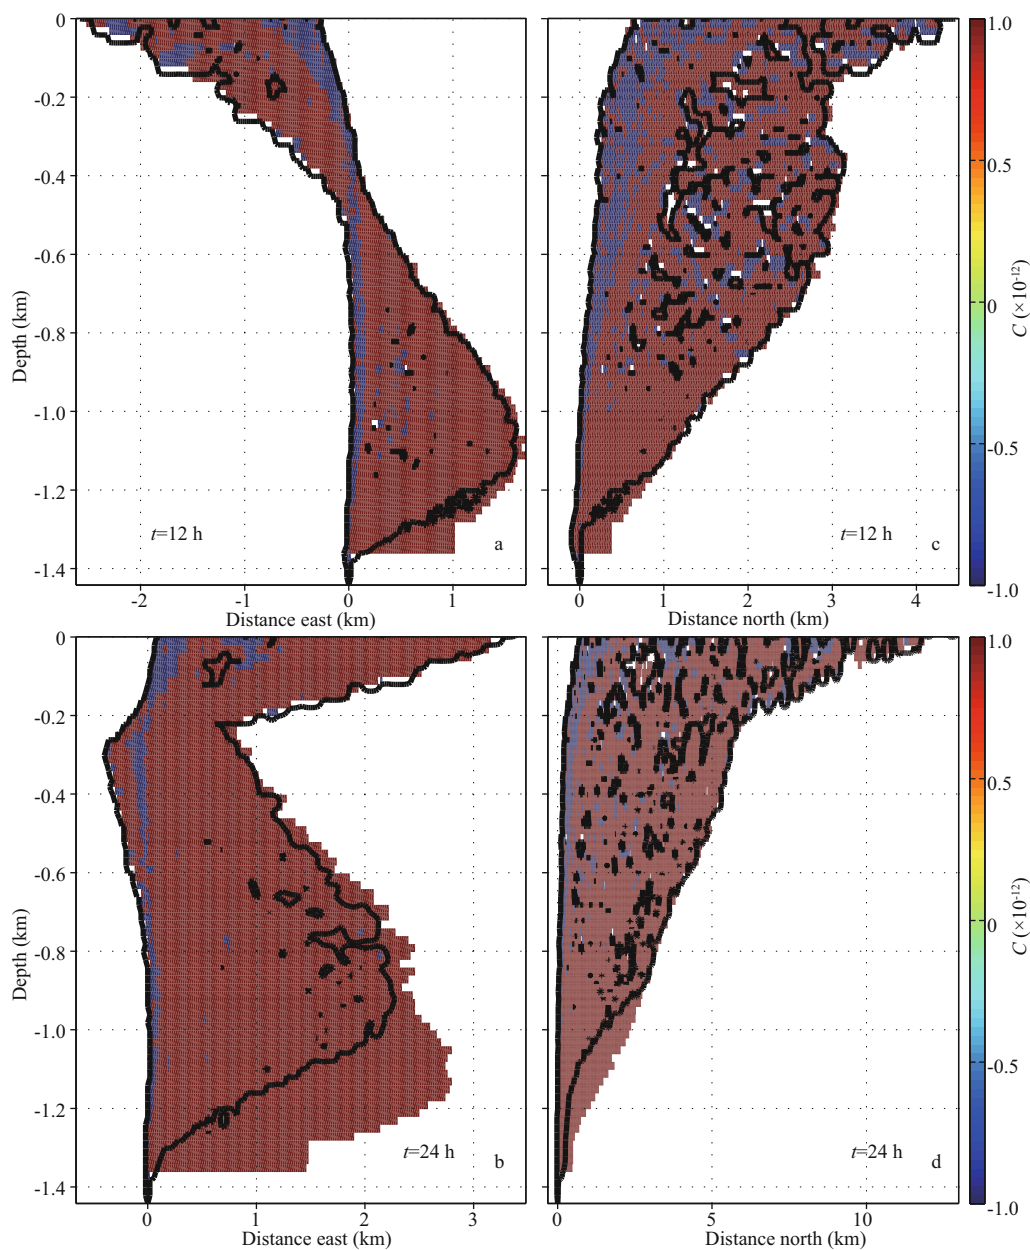 0
-0.2
-0.4
-0.6
-0.8
-1.0
-1.2
-1.4
Depth (km)
t=12 h
a
-2
-1
0
1
Distance east (km)
t=12 h
c
0
1
2
3
4
Distance north (km)
1.0
0.5
0
-0.5
-1.0
C (×10⁻¹²)
0
-0.2
-0.4
-0.6
-0.8
-1.0
-1.2
-1.4
Depth (km)
t=24 h
b
0
1
2
3
Distance east (km)
t=24 h
d
0
5
10
Distance north (km)
1.0
0.5
0
-0.5
-1.0
C (×10⁻¹²)